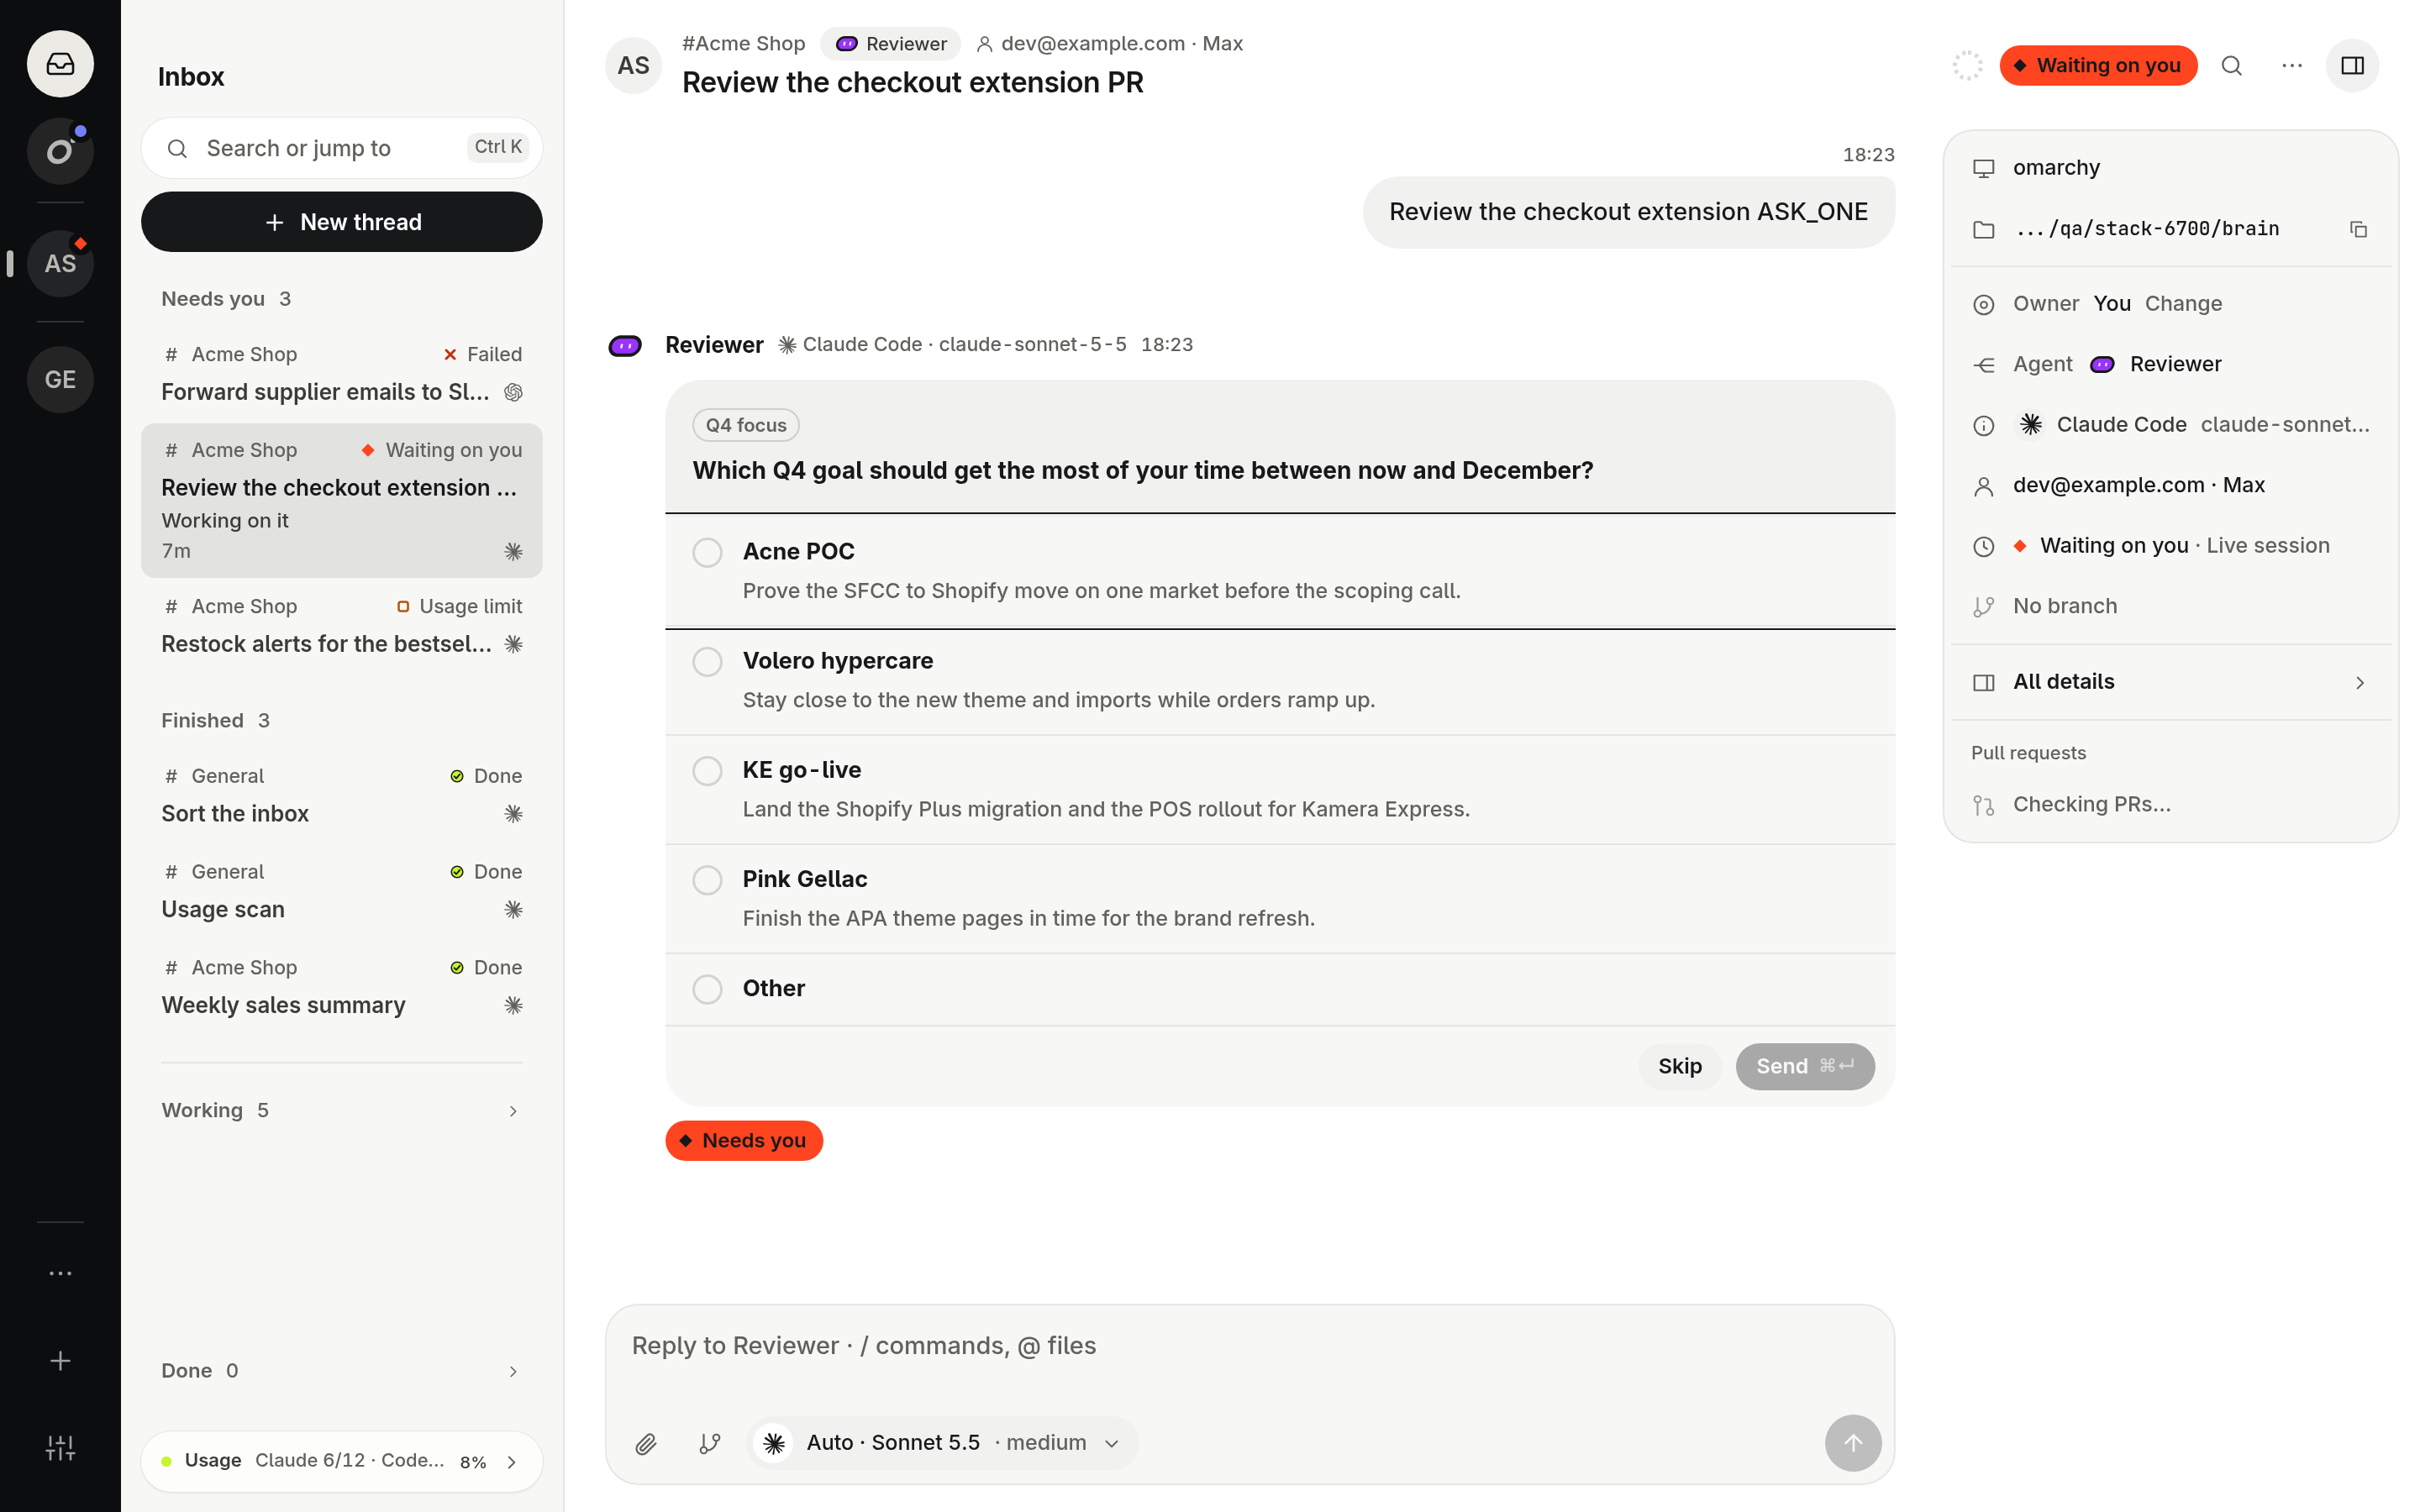 Inbox
Search or jump to Ctrl K
+ New thread
AS
GE
Needs you 3
# Acme Shop Failed
Forward supplier emails to Sl...
# Acme Shop Waiting on you
Review the checkout extension ...
Working on it
7m
# Acme Shop Usage limit
Restock alerts for the bestsel...
Finished 3
# General Done
Sort the inbox
# General Done
Usage scan
# Acme Shop Done
Weekly sales summary
Working 5
Done 0
Usage Claude 6/12 · Code... 8%
AS
#Acme Shop Reviewer dev@example.com · Max
Review the checkout extension PR
Waiting on you
18:23
Review the checkout extension ASK_ONE
Reviewer Claude Code · claude-sonnet-5-5 18:23
Q4 focus
Which Q4 goal should get the most of your time between now and December?
Acne POC
Prove the SFCC to Shopify move on one market before the scoping call.
Volero hypercare
Stay close to the new theme and imports while orders ramp up.
KE go-live
Land the Shopify Plus migration and the POS rollout for Kamera Express.
Pink Gellac
Finish the APA theme pages in time for the brand refresh.
Other
Skip Send ⌘↵
Needs you
Reply to Reviewer · / commands, @ files
Auto · Sonnet 5.5 · medium
omarchy
.../qa/stack-6700/brain
Owner You Change
Agent Reviewer
Claude Code claude-sonnet...
dev@example.com · Max
Waiting on you · Live session
No branch
All details
Pull requests
Checking PRs...